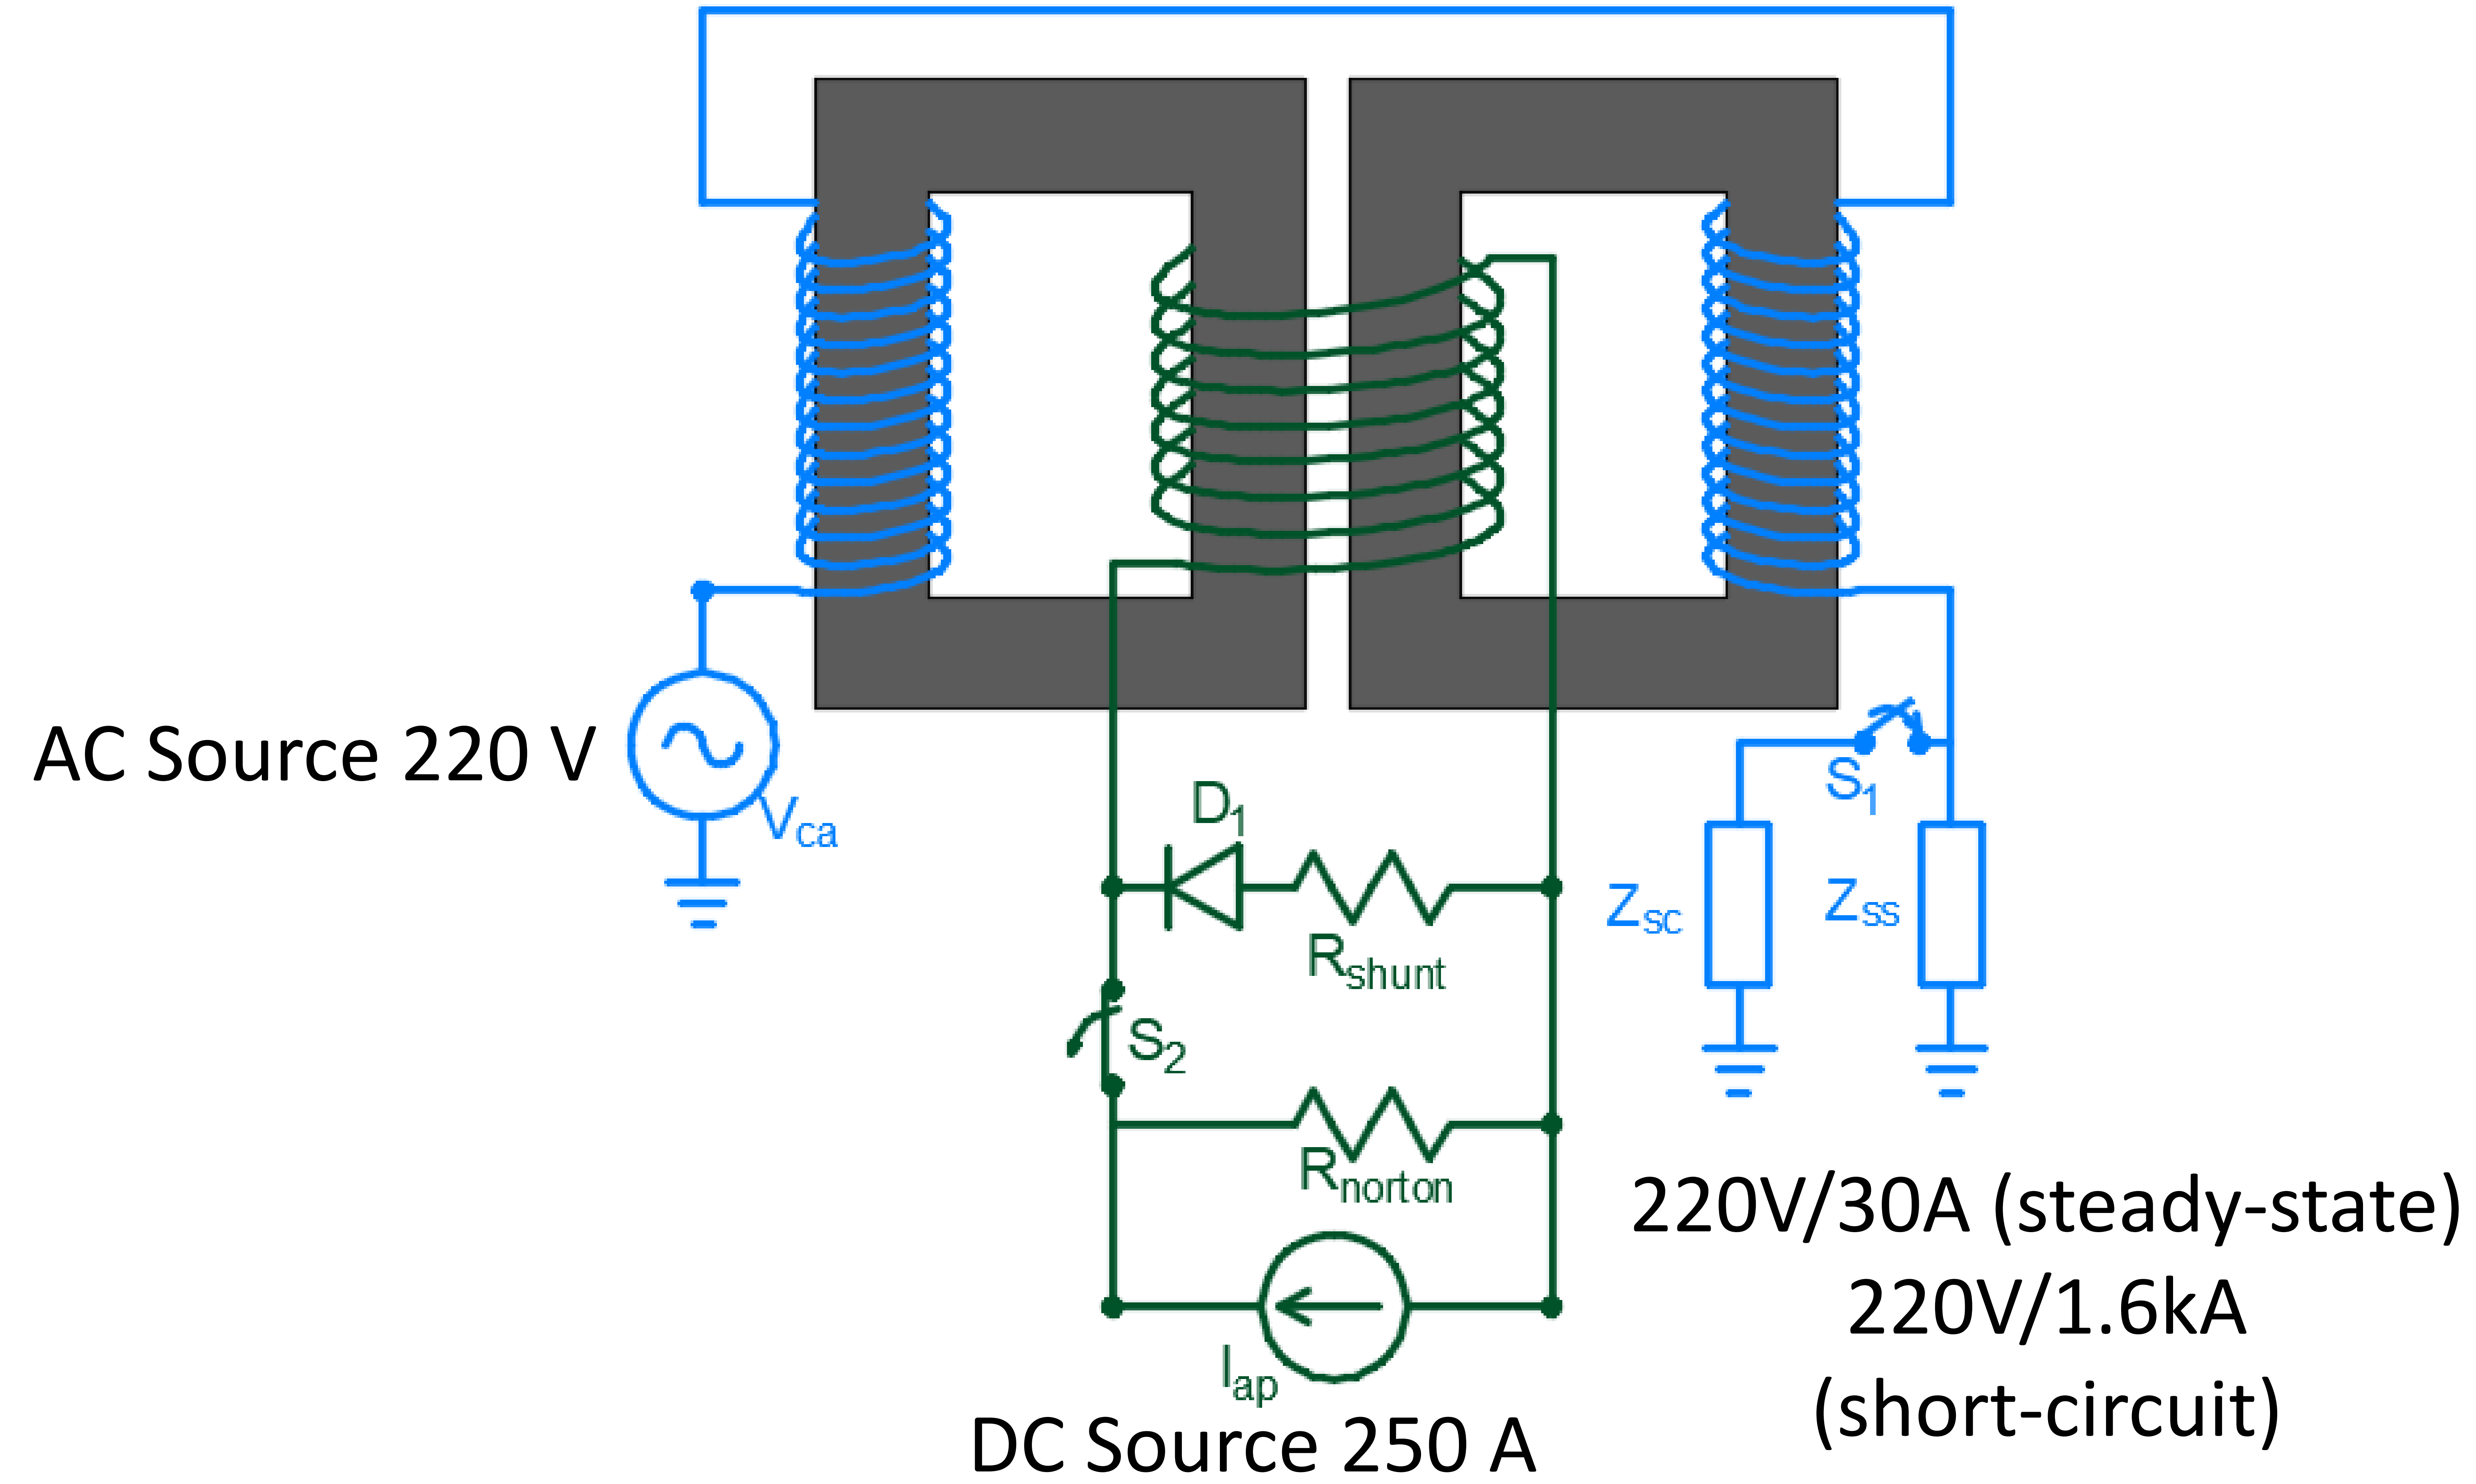 AC Source 220 V
Vca
D1
Rshunt
S1
Zsc
Zss
S2
Rnorton
Iap
DC Source 250 A
220V/30A (steady-state)
220V/1.6kA
(short-circuit)